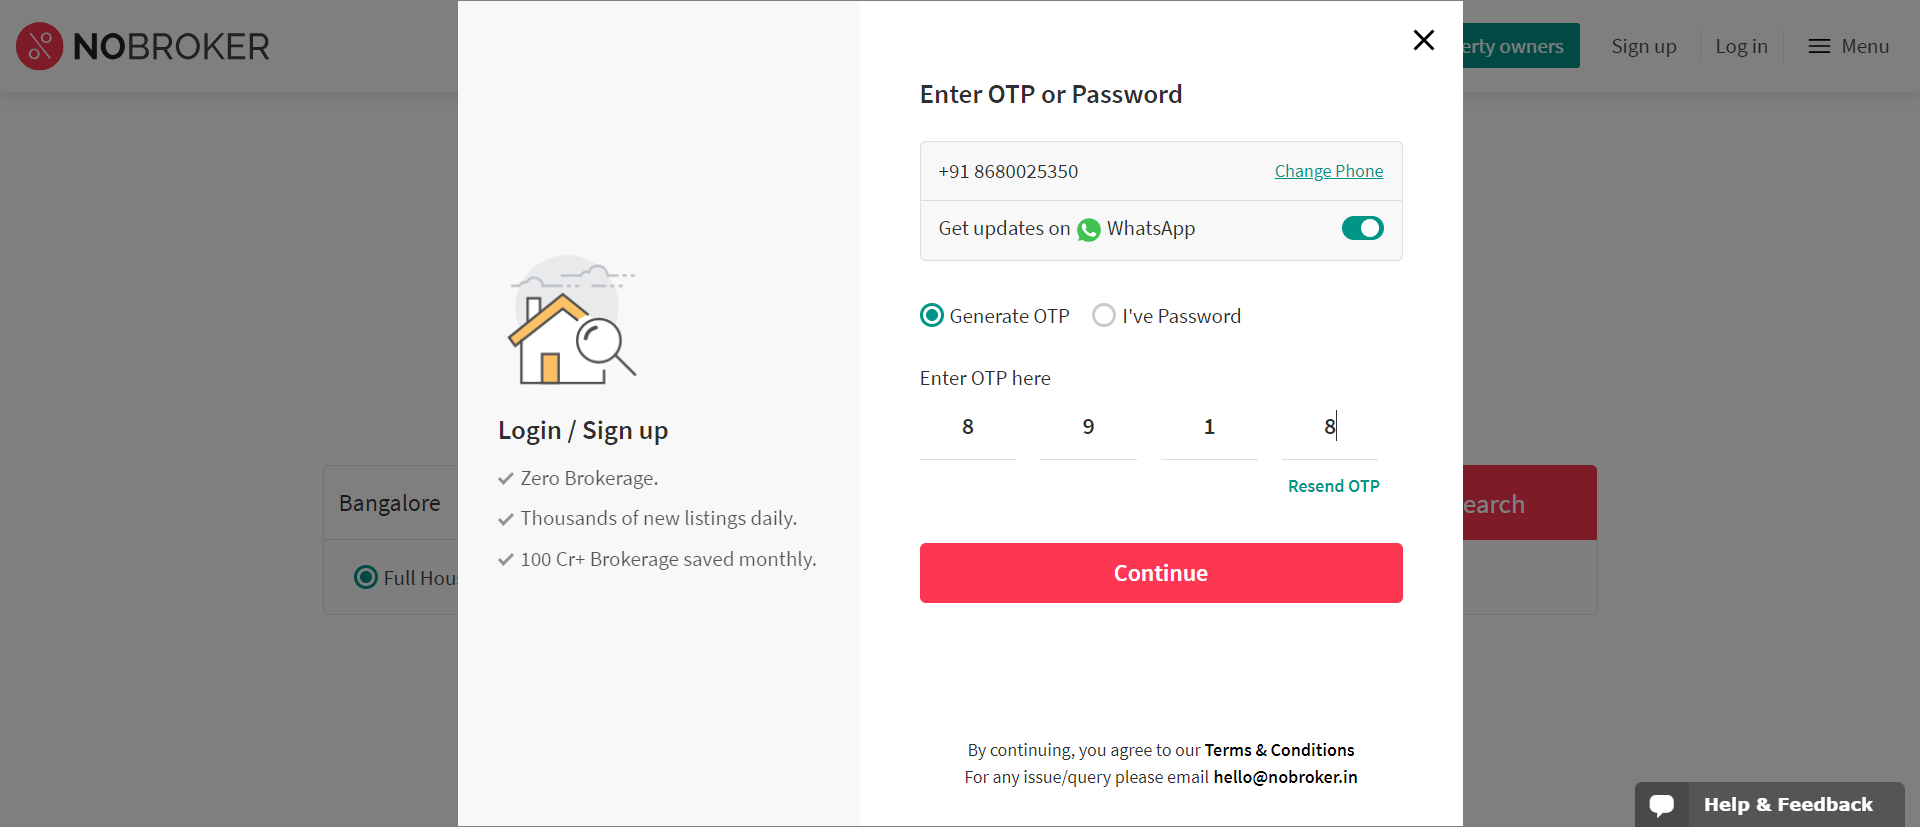 NOBROKER
erty owners
Sign up
Log in
Menu
Bangalore
Full Hou
earch
Login / Sign up
Zero Brokerage.
Thousands of new listings daily.
100 Cr+ Brokerage saved monthly.
Enter OTP or Password
+91 8680025350
Change Phone
Get updates on WhatsApp
Generate OTP
I've Password
Enter OTP here
8 9 1 8
Resend OTP
Continue
By continuing, you agree to our Terms & Conditions
For any issue/query please email hello@nobroker.in
Help & Feedback